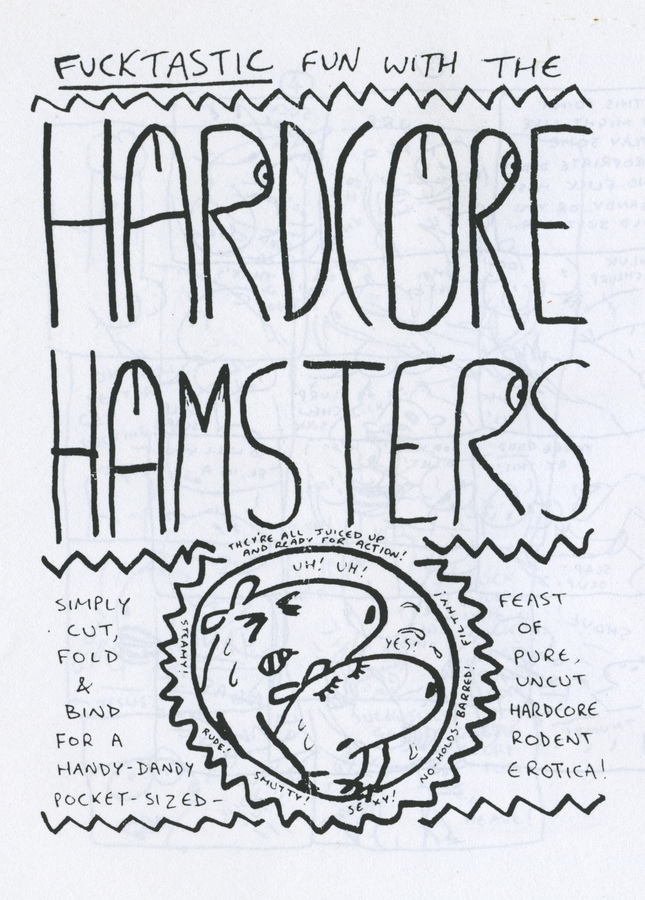 FUCKTASTIC FUN WITH THE
HARDCORE
HAMSTERS
THEY'RE ALL JUICED UP
AND READY FOR ACTION!
UH! UH!
YES!
STEAMY!
RUDE!
SMUTTY!
SEXY!
NO-HOLDS-BARRED!
FILTHY!
SIMPLY
CUT,
FOLD
&
BIND
FOR A
HANDY-DANDY
POCKET-SIZED-
FEAST
OF
PURE,
UNCUT
HARDCORE
RODENT
EROTICA!